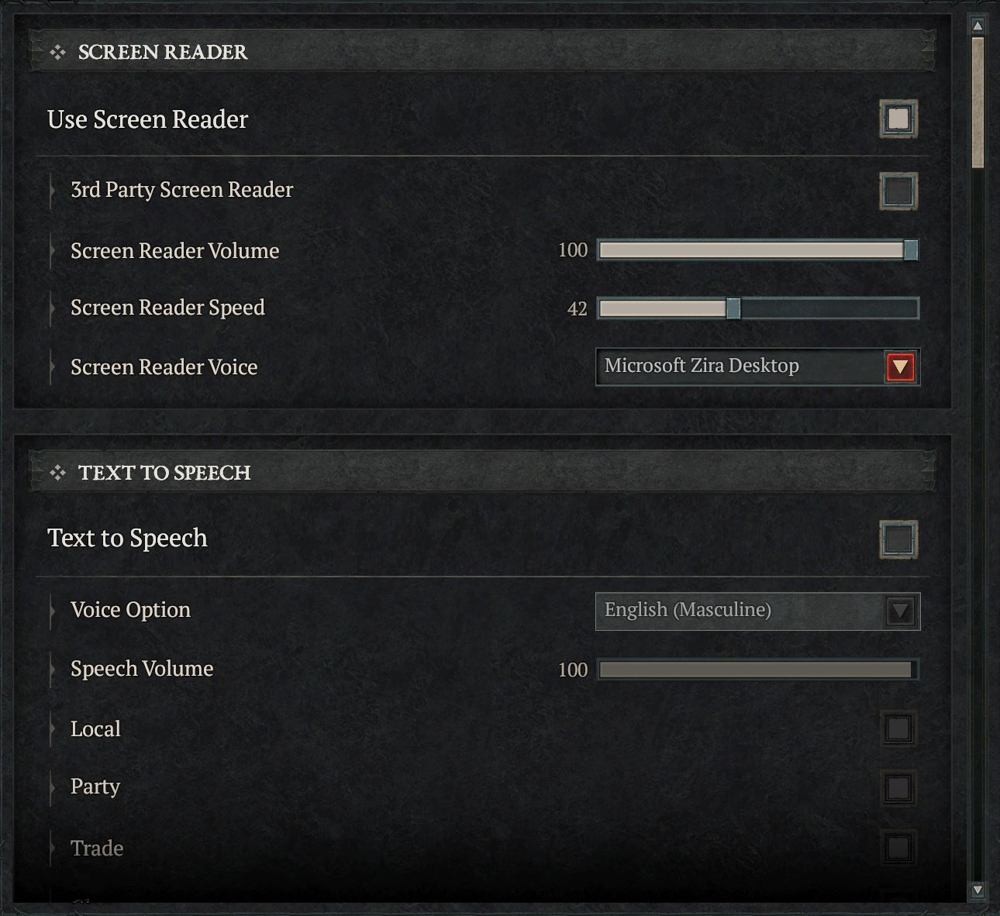 SCREEN READER
Use Screen Reader
3rd Party Screen Reader
Screen Reader Volume 100
Screen Reader Speed 42
Screen Reader Voice Microsoft Zira Desktop
TEXT TO SPEECH
Text to Speech
Voice Option English (Masculine)
Speech Volume 100
Local
Party
Trade